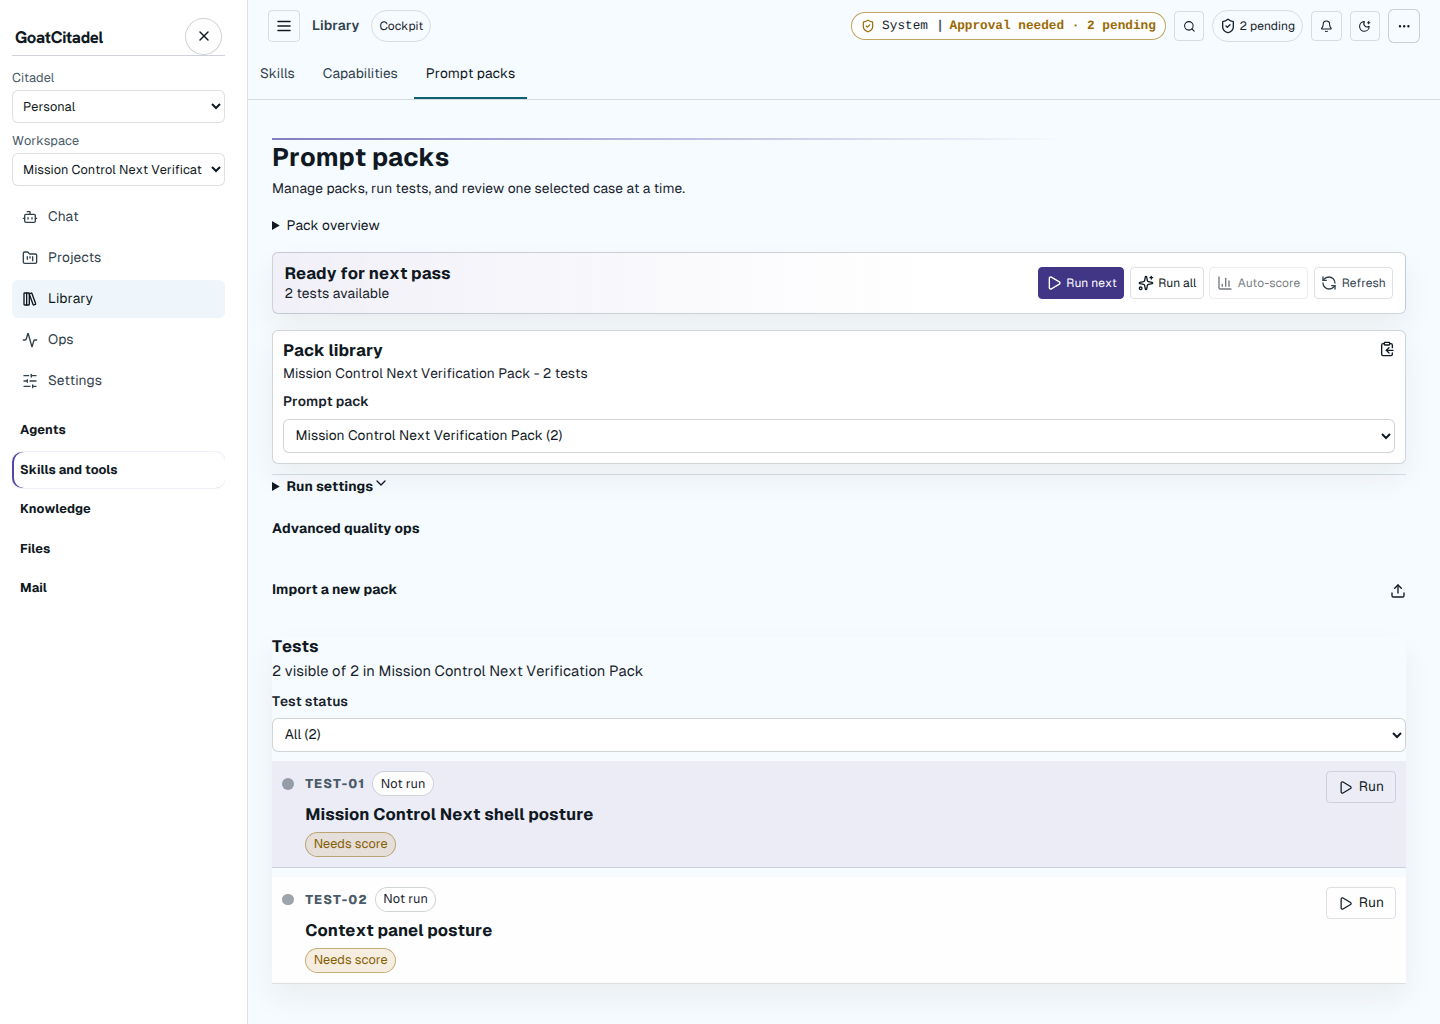 GoatCitadel
Citadel
Personal
Workspace
Mission Control Next Verificat
Chat
Projects
Library
Ops
Settings
Agents
Skills and tools
Knowledge
Files
Mail
Library
Cockpit
System | Approval needed · 2 pending
2 pending
Skills
Capabilities
Prompt packs
Prompt packs
Manage packs, run tests, and review one selected case at a time.
Pack overview
Ready for next pass
2 tests available
Run next
Run all
Auto-score
Refresh
Pack library
Mission Control Next Verification Pack - 2 tests
Prompt pack
Mission Control Next Verification Pack (2)
Run settings
Advanced quality ops
Import a new pack
Tests
2 visible of 2 in Mission Control Next Verification Pack
Test status
All (2)
TEST-01 Not run
Run
Mission Control Next shell posture
Needs score
TEST-02 Not run
Run
Context panel posture
Needs score